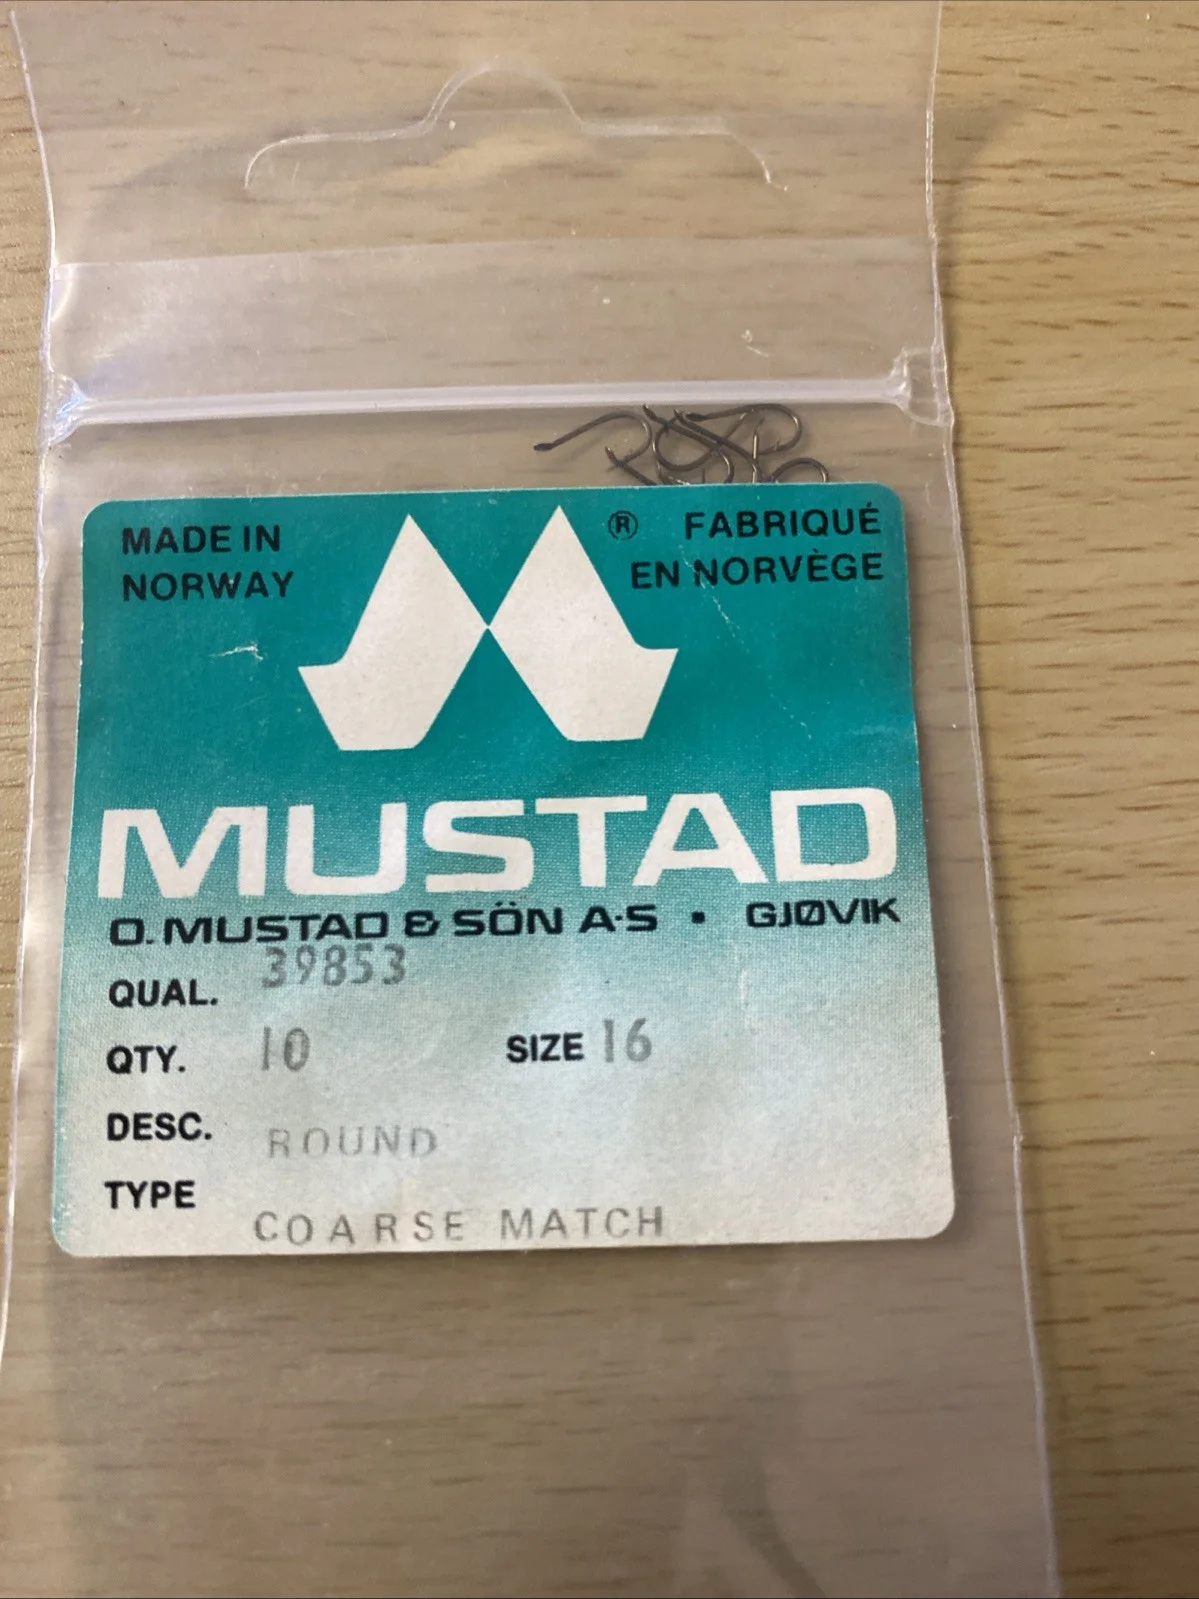 MADE IN
NORWAY
® FABRIQUÉ
EN NORVÈGE
MUSTAD
O. MUSTAD & SÖN A·S • GJØVIK
QUAL. 39853
QTY. 10 SIZE 16
DESC. ROUND
TYPE COARSE MATCH